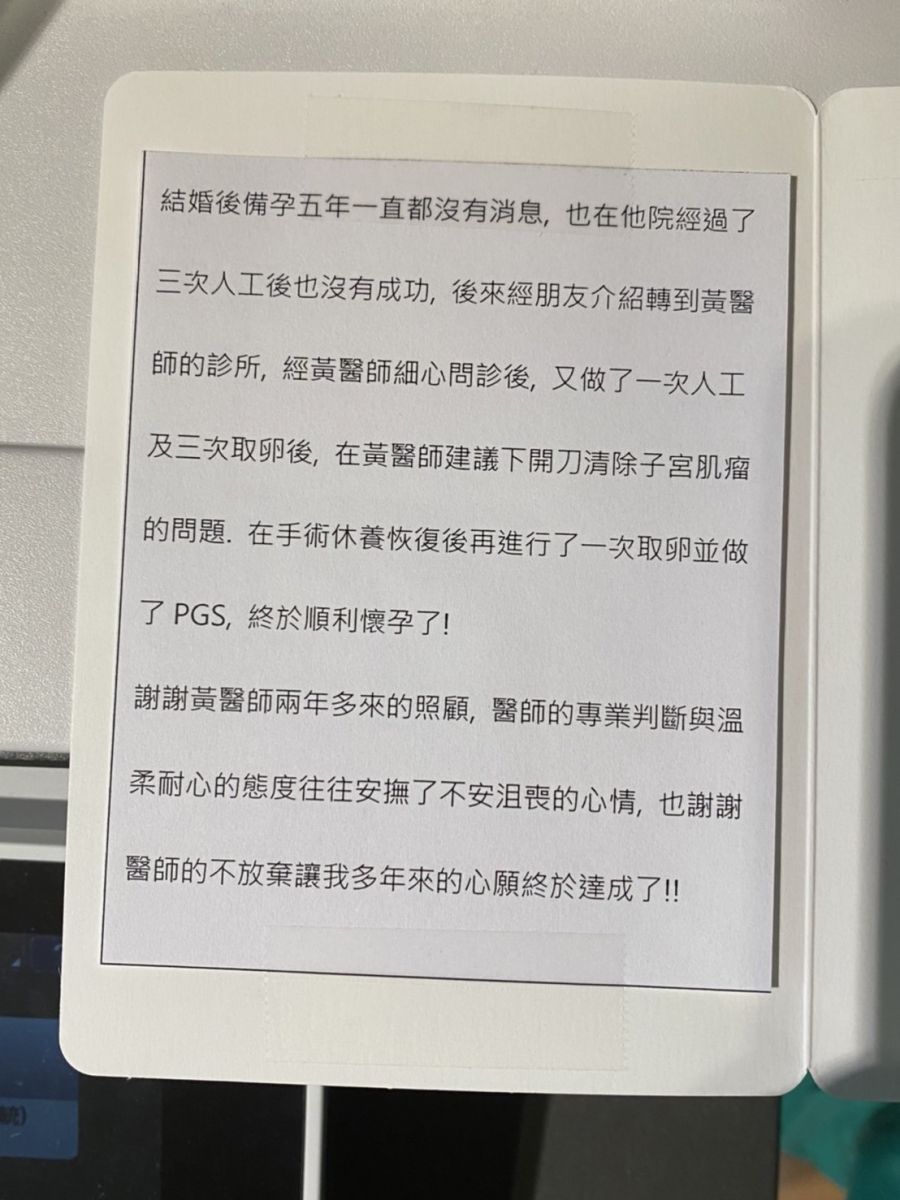 結婚後備孕五年一直都沒有消息, 也在他院經過了
三次人工後也沒有成功, 後來經朋友介紹轉到黃醫
師的診所, 經黃醫師細心問診後, 又做了一次人工
及三次取卵後, 在黃醫師建議下開刀清除子宮肌瘤
的問題. 在手術休養恢復後再進行了一次取卵並做
了 PGS, 終於順利懷孕了!
謝謝黃醫師兩年多來的照顧, 醫師的專業判斷與溫
柔耐心的態度往往安撫了不安沮喪的心情, 也謝謝
醫師的不放棄讓我多年來的心願終於達成了!!